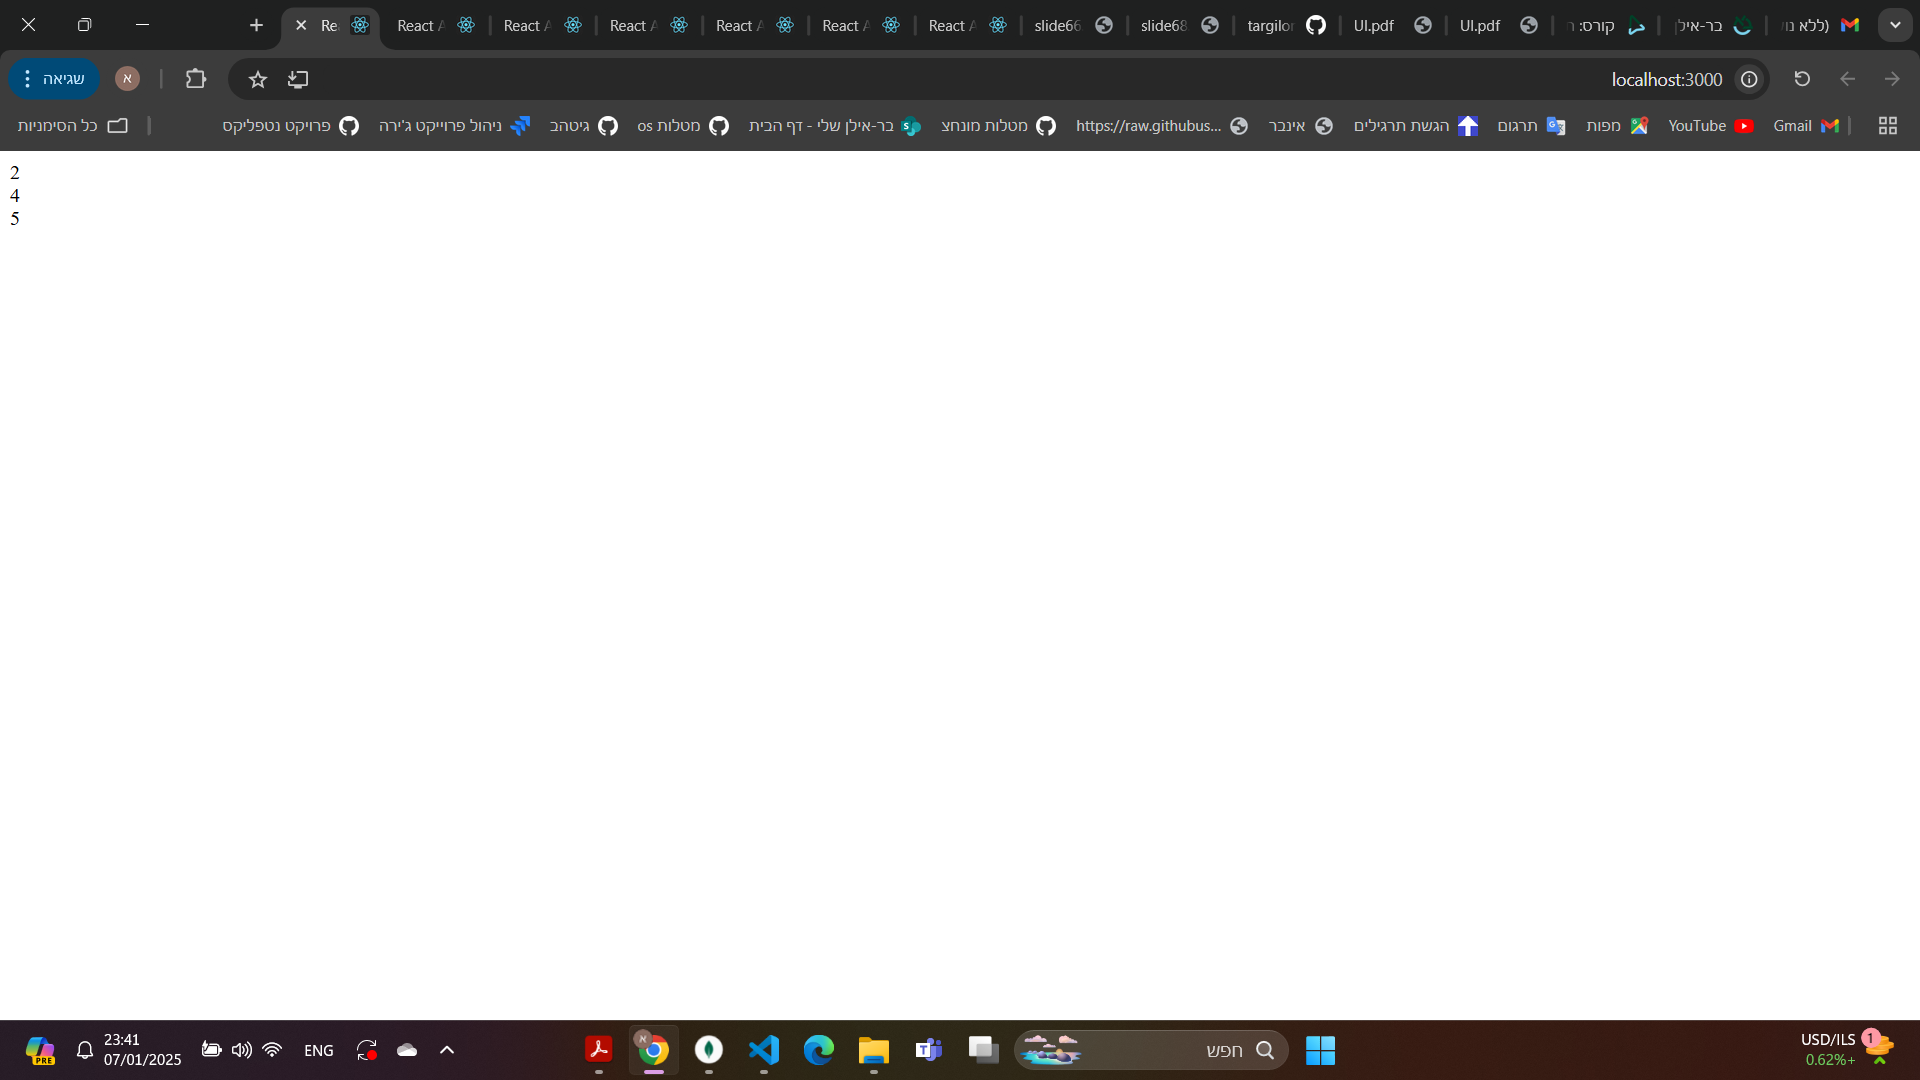 Re
React A
React A
React A
React A
React A
React A
slide66
slide68
targilor
UI.pdf
UI.pdf
קורס: ר
בר-אילן
(ללא נו
שגיאה
א
localhost:3000
כל הסימניות
פרויקט נטפליקס
ניהול פרוייקט ג'ירה
גיטהב
מטלות os
בר-אילן שלי - דף הבית
מטלות מונחצ
https://raw.githubus...
אינבר
הגשת תרגילים
תרגום
מפות
YouTube
Gmail
2
4
5
PRE
23:41
07/01/2025
ENG
א
חפש
USD/ILS
0.62%+
1